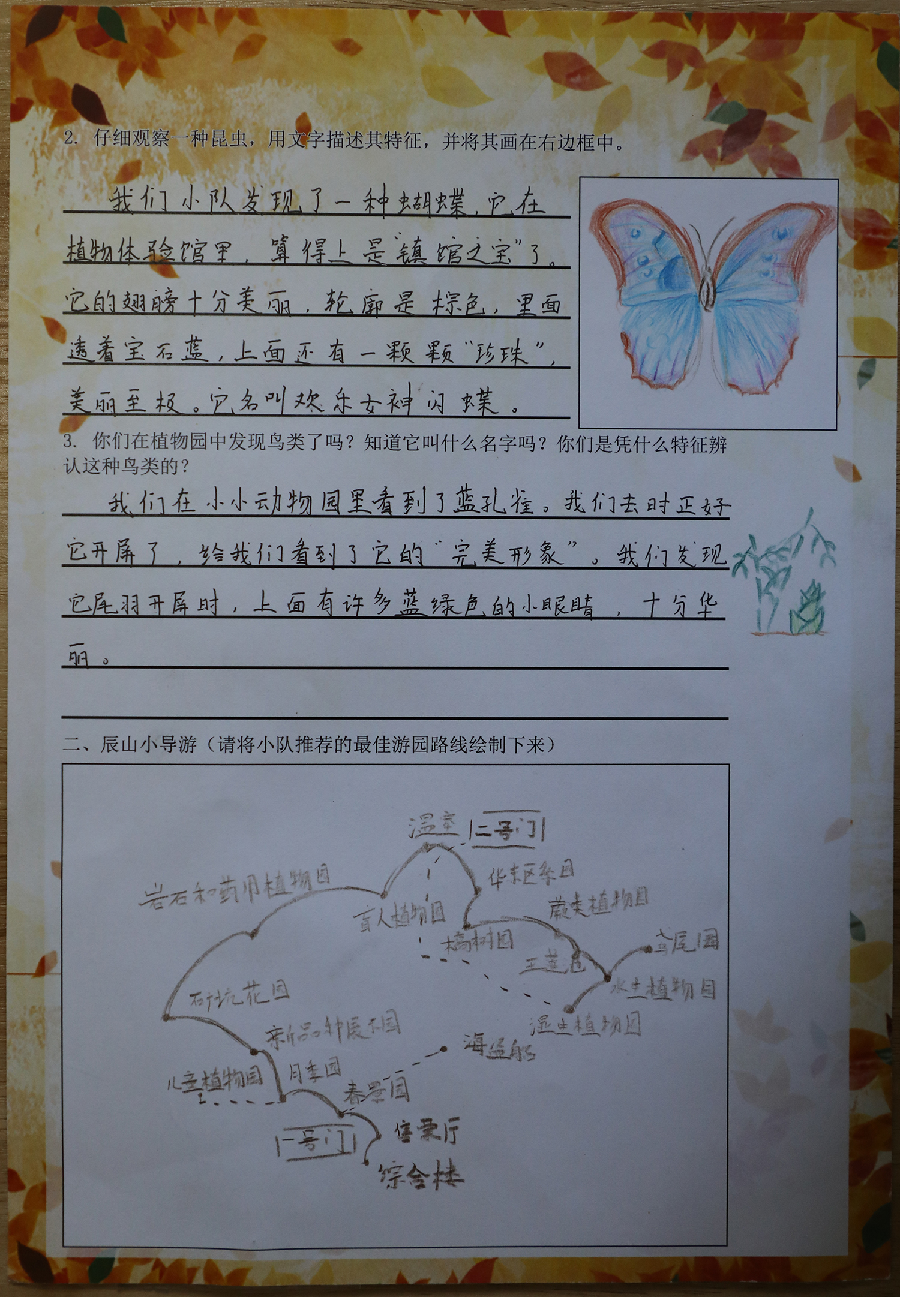 2. 仔细观察一种昆虫，用文字描述其特征，并将其画在右边框中。
我们小队发现了一种蝴蝶，它在
植物体验馆里，算得上是“镇馆之宝”了。
它的翅膀十分美丽，轮廓是棕色，里面
透着宝石蓝，上面还有一颗颗“珍珠”，
美丽至极。它名叫欢乐女神闪蝶。
3. 你们在植物园中发现鸟类了吗？知道它叫什么名字吗？你们是凭什么特征辨
认这种鸟类的？
我们在小小动物园里看到了蓝孔雀。我们去时正好
它开屏了，给我们看到了它的“完美形象”。我们发现
它尾羽开屏时，上面有许多蓝绿色的小眼睛，十分华
丽。
二、辰山小导游（请将小队推荐的最佳游园路线绘制下来）
温室
二号门
华东区系园
岩石和药用植物园
盲人植物园
蕨类植物园
槭树园
鸢尾园
王莲池
水生植物园
矿坑花园
湿生植物园
新品种展示园
海盗船
月季园
儿童植物园
春景园
一号门
售票厅
综合楼